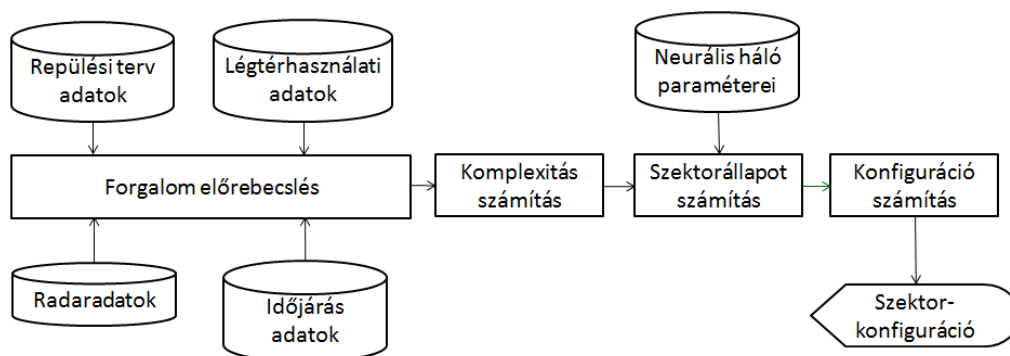 Repülési terv
adatok
Légtérhasználati
adatok
Neurális háló
paraméterei
Forgalom előrebecslés
Komplexitás
számítás
Szektorállapot
számítás
Konfiguráció
számítás
Radaradatok
Időjárás
adatok
Szektor-
konfiguráció